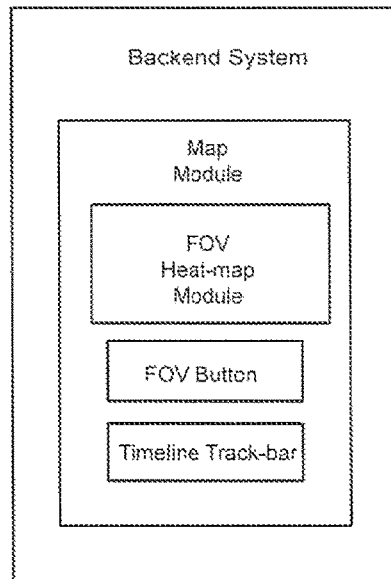 Backend System
Map
Module
FOV
Heat-map
Module
FOV Button
Timeline Track-bar